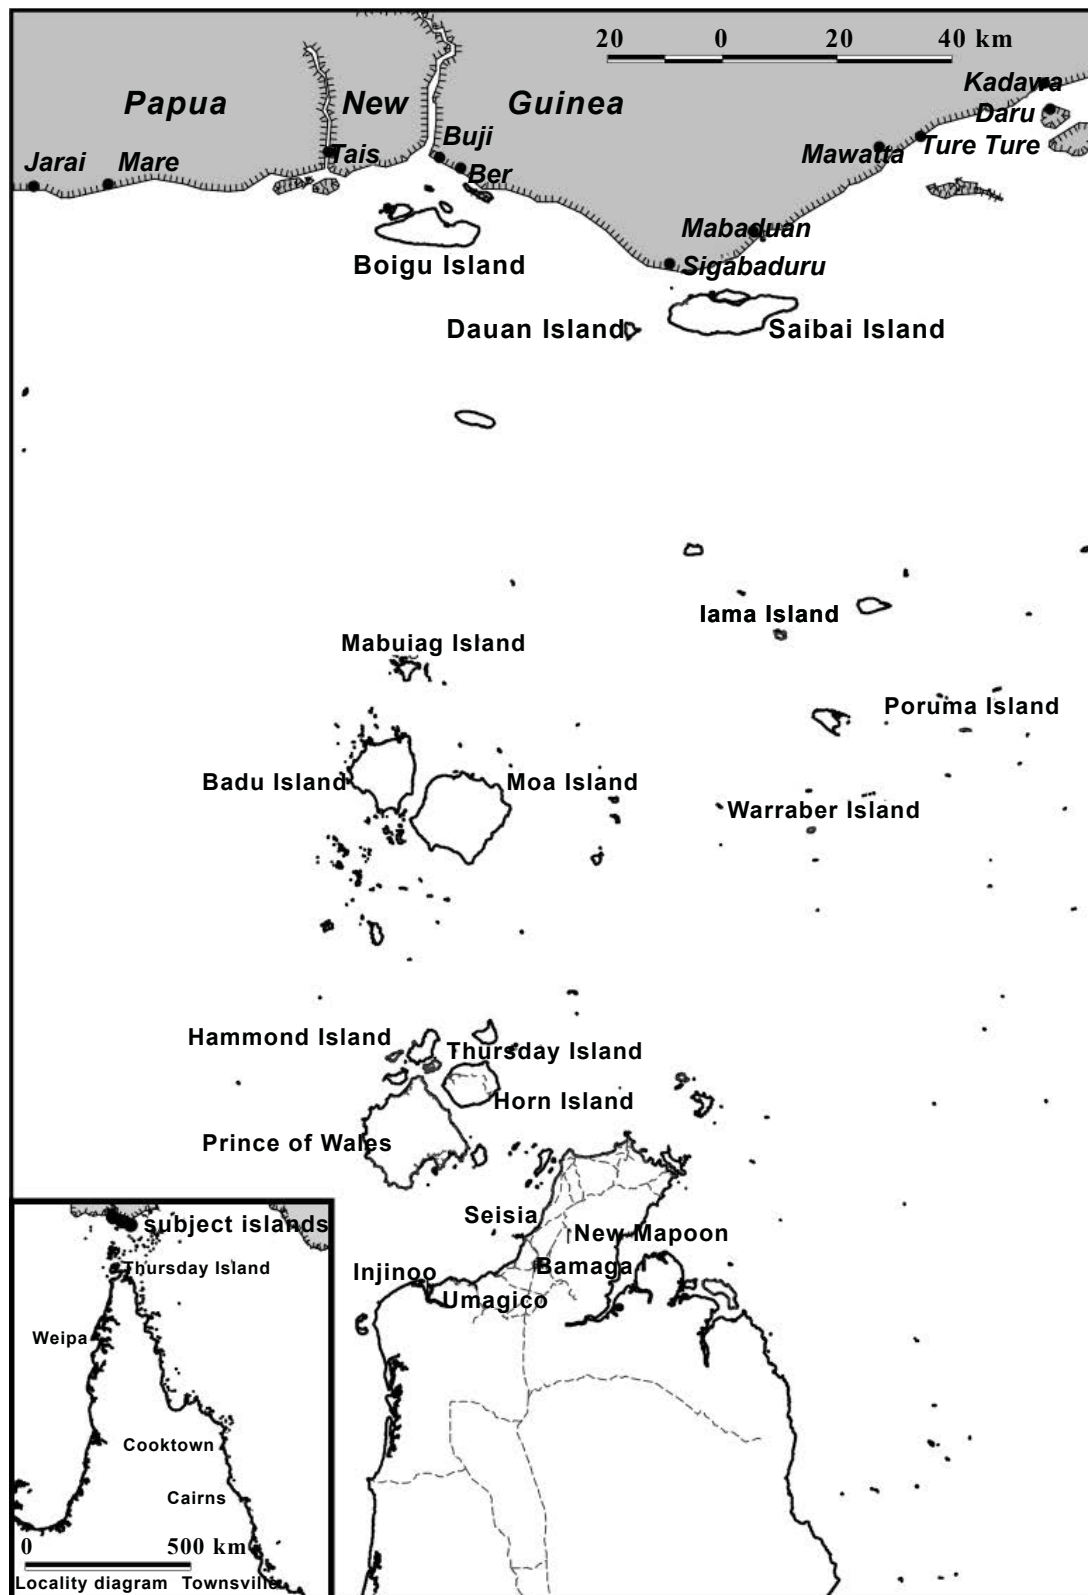 20 0 20 40 km
Kadawa
Papua New Guinea
Daru
Buji
Ture Ture
Jarai Mare Tais Mawatta
Ber
Mabaduan
Boigu Island
Sigabaduru
Dauan Island Saibai Island
Iama Island
Mabuiag Island
Poruma Island
Badu Island Moa Island
Warraber Island
Hammond Island
Thursday Island
Horn Island
Prince of Wales
Seisia
New Mapoon
Bamaga
Injinoo
Umagico
subject islands
Thursday Island
Weipa
Cooktown
Cairns
0 500 km
Locality diagram Townsville